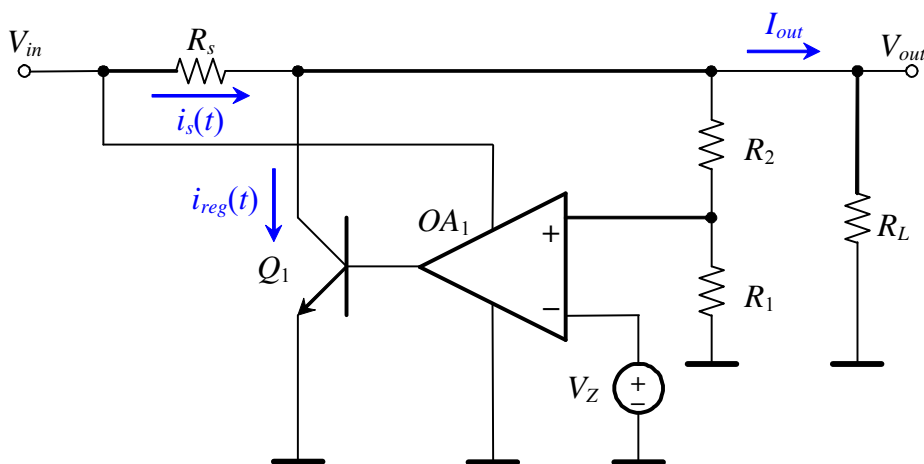 V_in
R_s
I_out
V_out
i_s(t)
R_2
i_reg(t)
OA_1
+
R_L
Q_1
R_1
−
V_Z
+
−